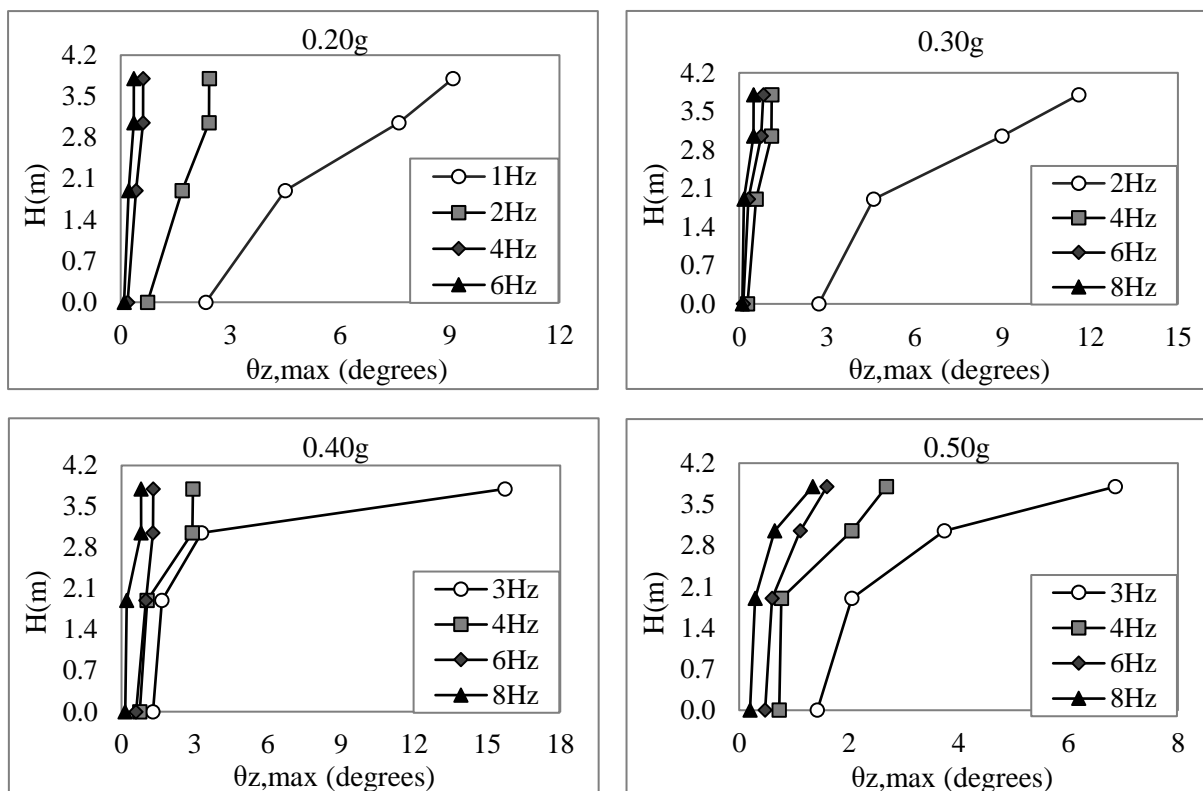 0.20g
4.2
3.5
2.8
2.1
1.4
0.7
0.0
H(m)
1Hz
2Hz
4Hz
6Hz
0 3 6 9 12
θz,max (degrees)
0.30g
4.2
3.5
2.8
2.1
1.4
0.7
0.0
H(m)
2Hz
4Hz
6Hz
8Hz
0 3 6 9 12 15
θz,max (degrees)
0.40g
4.2
3.5
2.8
2.1
1.4
0.7
0.0
H(m)
3Hz
4Hz
6Hz
8Hz
0 3 6 9 12 15 18
θz,max (degrees)
0.50g
4.2
3.5
2.8
2.1
1.4
0.7
0.0
H(m)
3Hz
4Hz
6Hz
8Hz
0 2 4 6 8
θz,max (degrees)